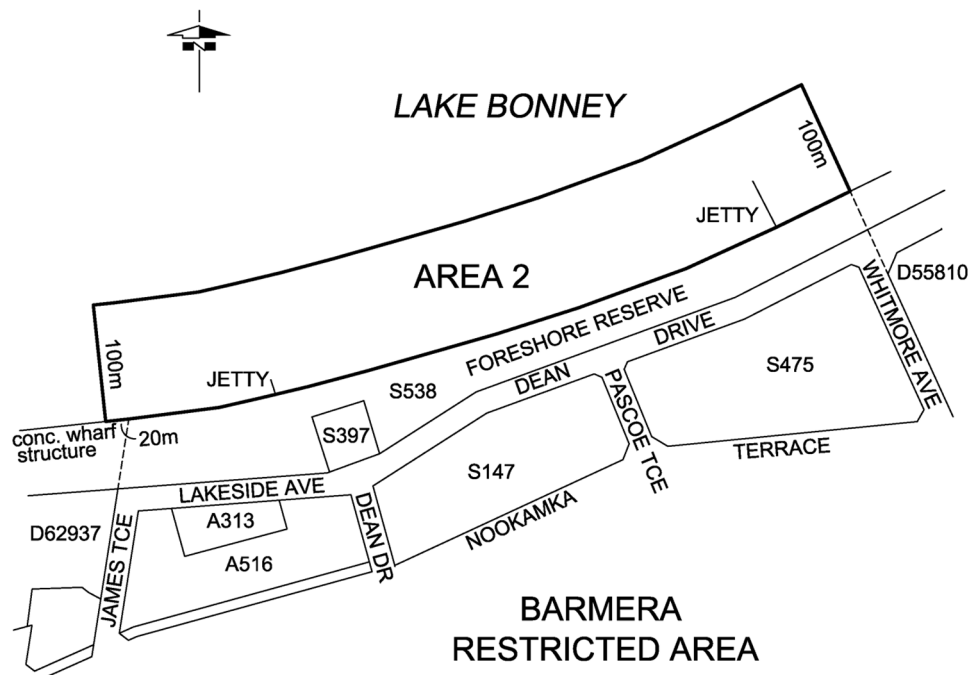 N
LAKE BONNEY
100m
JETTY
AREA 2
D55810
WHITMORE AVE
FORESHORE RESERVE
DRIVE
DEAN
100m
JETTY
S538
S475
PASCOE TCE
conc. wharf
structure
20m
S397
TERRACE
S147
LAKESIDE AVE
NOOKAMKA
D62937
JAMES TCE
A313
DEAN DR
A516
BARMERA
RESTRICTED AREA